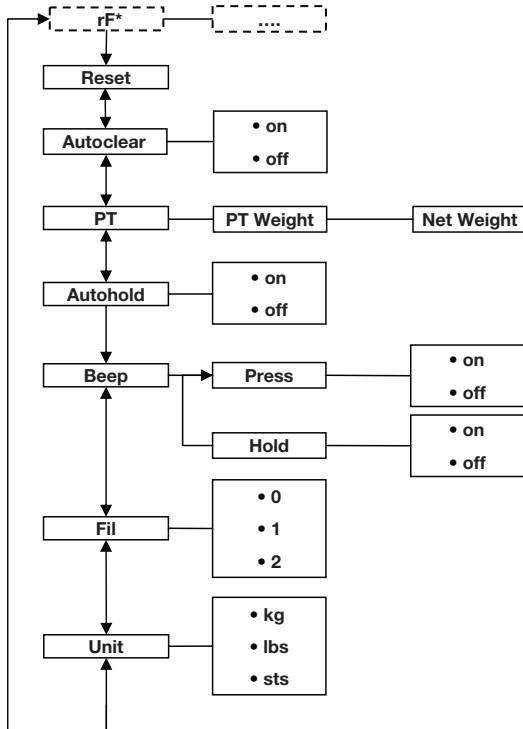 rF*
....
Reset
Autoclear
• on
• off
PT
PT Weight
Net Weight
Autohold
• on
• off
Beep
Press
• on
• off
Hold
• on
• off
Fil
• 0
• 1
• 2
Unit
• kg
• lbs
• sts